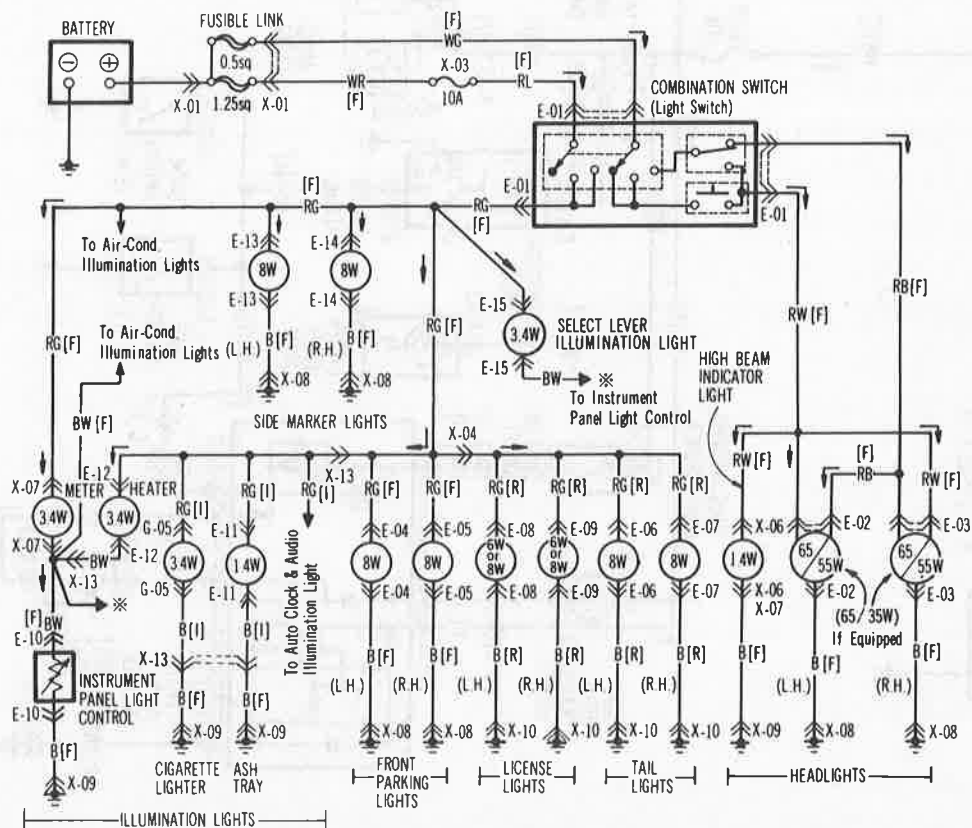 BATTERY
FUSIBLE LINK
[F]
WG
0.5sq
X-01
1.25sq
X-01
WR
[F]
X-03
10A
[F]
RL
COMBINATION SWITCH
(Light Switch)
E-01
E-01
E-01
[F]
RG
RG
[F]
To Air-Cond.
Illumination Lights
E-13
8W
E-13
B[F]
(L.H.)
X-08
E-14
8W
E-14
B[F]
(R.H.)
X-08
SIDE MARKER LIGHTS
RG[F]
To Air-Cond.
Illumination Lights
BW[F]
RG[F]
E-15
3.4W
E-15
BW
※
SELECT LEVER
ILLUMINATION LIGHT
To Instrument
Panel Light Control
HIGH BEAM
INDICATOR
LIGHT
RW[F]
RB[F]
X-04
X-13
X-07
METER
3.4W
X-07
E-12
HEATER
3.4W
E-12
BW
X-13
※
RG[I]
G-05
3.4W
G-05
RG[I]
E-11
1.4W
E-11
RG[I]
To Auto Clock & Audio
Illumination Light
RG[F]
E-04
8W
E-04
RG[F]
E-05
8W
E-05
RG[R]
E-08
6W
or
8W
E-08
RG[R]
E-09
6W
or
8W
E-09
RG[R]
E-06
8W
E-06
RG[R]
E-07
8W
E-07
RW[F]
X-06
1.4W
X-06
X-07
[F]
RB
E-02
65
55W
E-02
RW[F]
E-03
65
55W
E-03
(65/35W)
If Equipped
[F]
BW
E-10
INSTRUMENT
PANEL LIGHT
CONTROL
E-10
B[F]
X-09
B[I]
B[I]
X-13
B[F]
B[F]
X-09
X-09
B[F]
(L.H.)
X-08
B[F]
(R.H.)
X-08
B[R]
(L.H.)
X-10
B[R]
(R.H.)
X-10
B[R]
(L.H.)
X-10
B[R]
(R.H.)
X-10
B[F]
X-09
B[F]
(L.H.)
X-08
B[F]
(R.H.)
X-08
CIGARETTE
LIGHTER
ASH
TRAY
FRONT
PARKING
LIGHTS
LICENSE
LIGHTS
TAIL
LIGHTS
HEADLIGHTS
ILLUMINATION LIGHTS